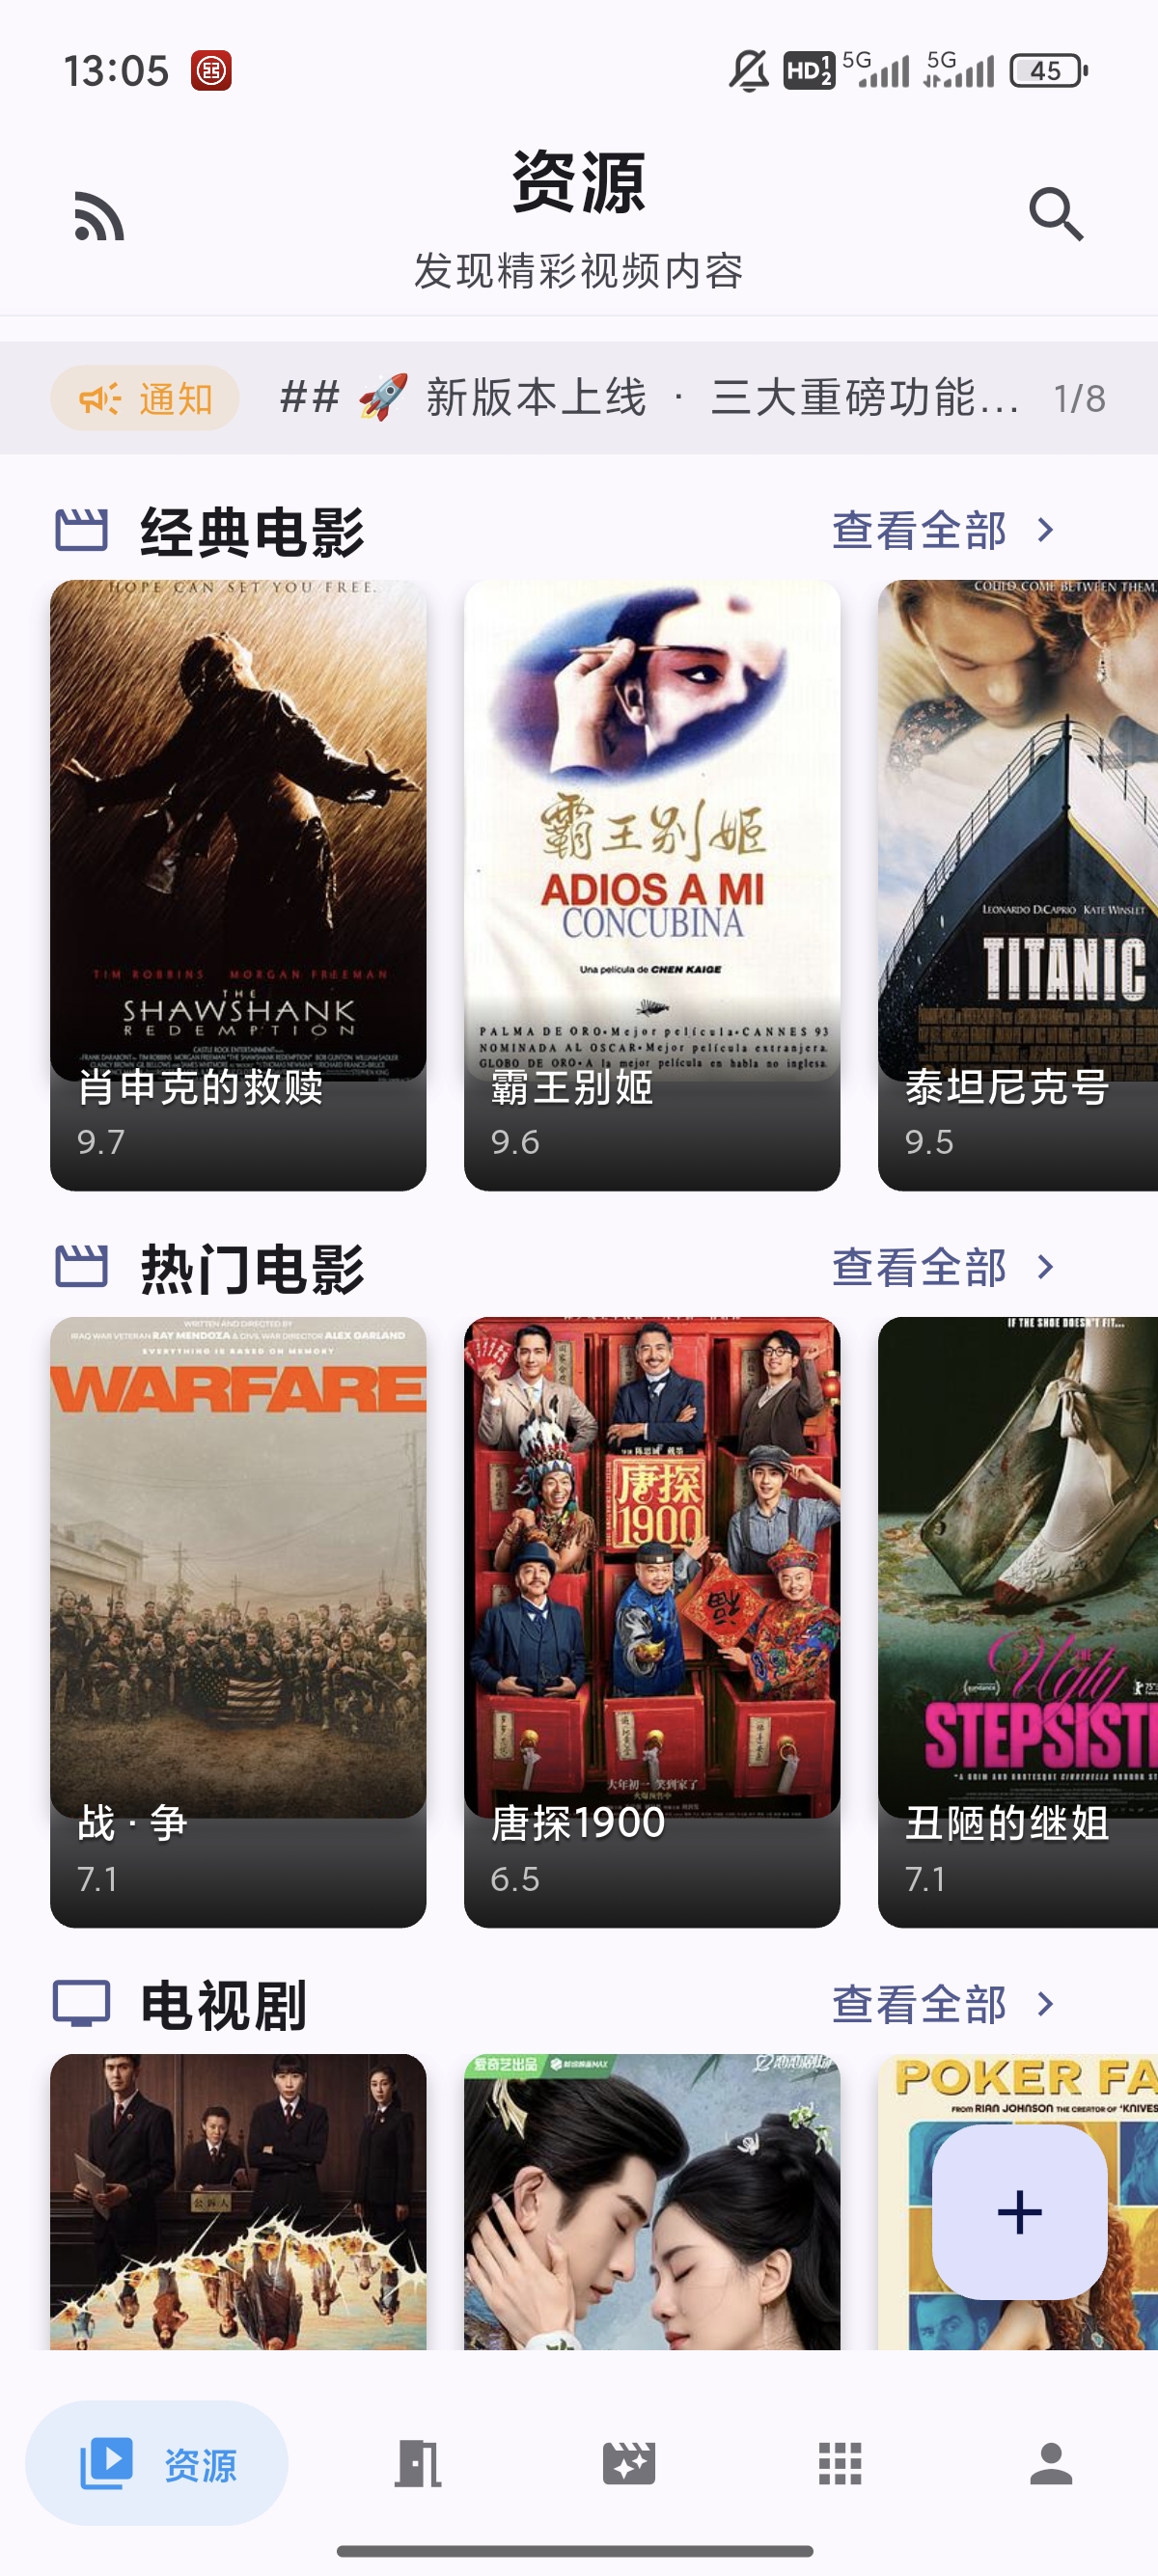 13:05
HD 1 2 5G 5G 45
资源
发现精彩视频内容
通知 ## 🚀 新版本上线 · 三大重磅功能... 1/8
经典电影 查看全部
HOPE CAN SET YOU FREE.
TIM ROBBINS MORGAN FREEMAN
THE
SHAWSHANK
REDEMPTION
CASTLE ROCK ENTERTAINMENT
肖申克的救赎
9.7
霸王别姬
ADIOS A MI
CONCUBINA
Una película de CHEN KAIGE
PALMA DE ORO•Mejor película•CANNES 93
NOMINADA AL OSCAR•Mejor película extranjera.
GLOBO DE ORO•A la mejor película en habla no inglesa.
霸王别姬
9.6
COULD COME BETWEEN THEM.
LEONARDO DICAPRIO KATE WINSLET
TITANIC
泰坦尼克号
9.5
热门电影 查看全部
WRITTEN AND DIRECTED BY
IRAQ WAR VETERAN RAY MENDOZA & CIVIL WAR DIRECTOR ALEX GARLAND
EVERYTHING IS BASED ON MEMORY
WARFARE
战 · 争
7.1
唐探
1900
大年初一 笑到家了
唐探1900
6.5
IF THE SHOE DOESN'T FIT...
THE
Ugly
STEPSIST
丑陋的继姐
7.1
电视剧 查看全部
公诉人
爱奇艺出品
POKER FA
FROM RIAN JOHNSON THE CREATOR OF 'KNIVES
资源